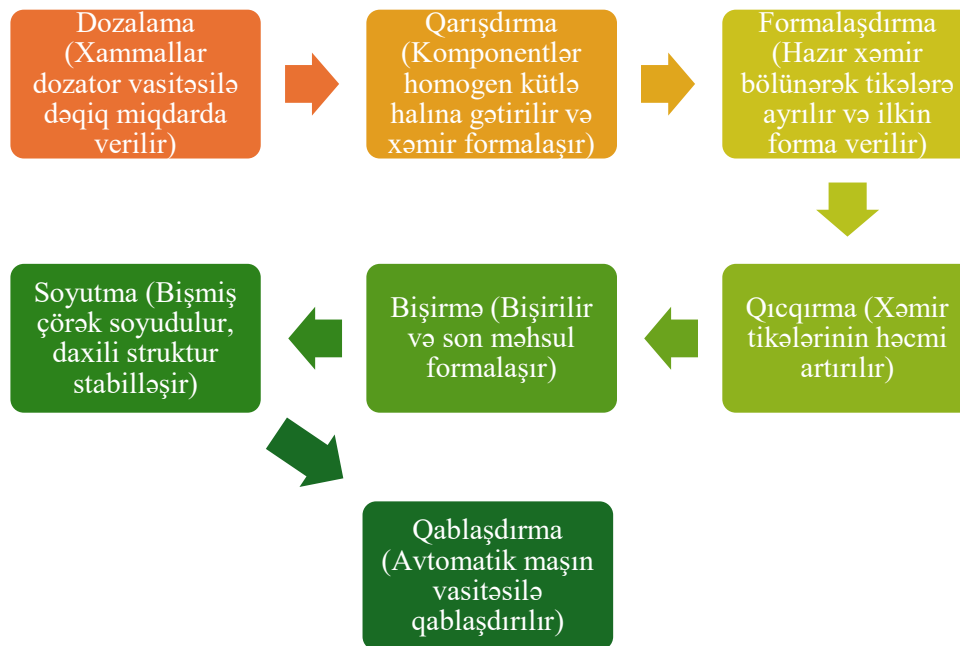 Dozalama
(Xammallar
dozator vasitəsilə
dəqiq miqdarda
verilir)
Qarışdırma
(Komponentlər
homogen kütlə
halına gətirilir və
xəmir formalaşır)
Formalaşdırma
(Hazır xəmir
bölünərək tikələrə
ayrılır və ilkin
forma verilir)
Qıcqırma (Xəmir
tikələrinin həcmi
artırılır)
Bişirmə (Bişirilir
və son məhsul
formalaşır)
Soyutma (Bişmiş
çörək soyudulur,
daxili struktur
stabilləşir)
Qablaşdırma
(Avtomatik maşın
vasitəsilə
qablaşdırılır)